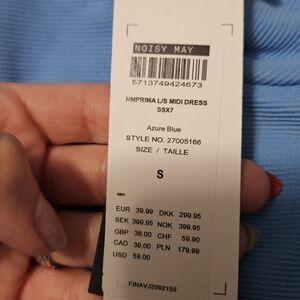 NOISY MAY
5713749424673
NMPRIMA L/S MIDI DRESS
SSX7
Azure Blue
STYLE NO. 27005166
SIZE / TAILLE
S
EUR 39.99 DKK 299.95
SEK 399.95 NOK 399.95
GBP 38.00 CHF 59.90
CAD 39.00 PLN 179.99
USD 59.00
FINAVJ2092155